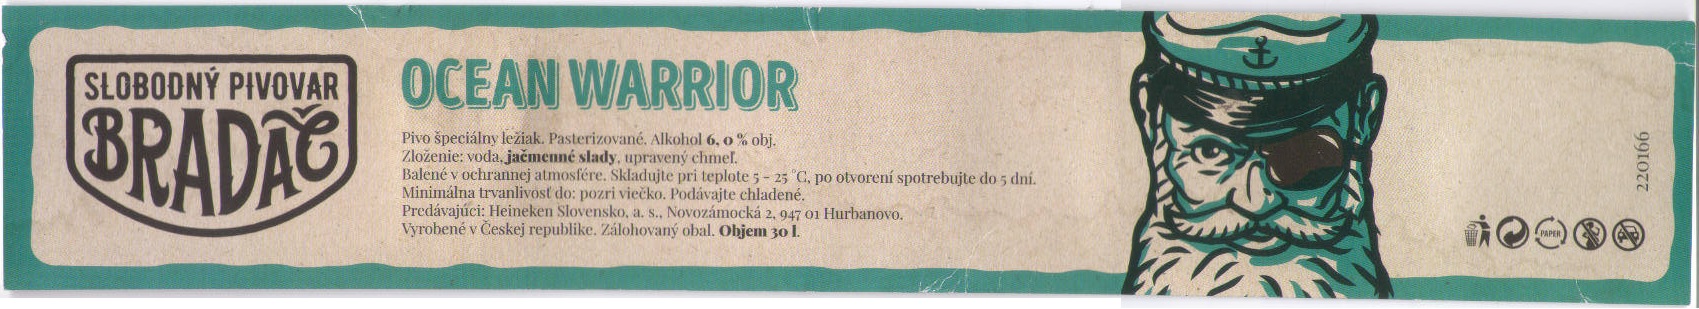 SLOBODNÝ PIVOVAR
BRADÁČ
OCEAN WARRIOR
Pivo špeciálny ležiak. Pasterizované. Alkohol 6, 0 % obj.
Zloženie: voda, jačmenné slady, upravený chmeľ.
Balené v ochrannej atmosfére. Skladujte pri teplote 5 - 25 °C, po otvorení spotrebujte do 5 dní.
Minimálna trvanlivosť do: pozri viečko. Podávajte chladené.
Predávajúci: Heineken Slovensko, a. s., Novozámocká 2, 947 01 Hurbanovo.
Vyrobené v Českej republike. Zálohovaný obal. Objem 30 l.
PAPER
220166